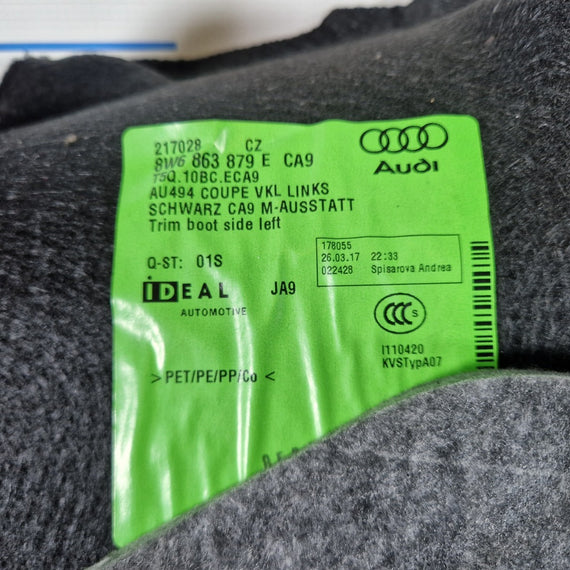 217028 CZ
8W6 863 879 E CA9
T5Q.10BC.ECA9
AU494 COUPE VKL LINKS
SCHWARZ CA9 M-AUSSTATT
Trim boot side left
Audi
Q-ST: 01S
178055
26.03.17 22:33
022428 Spisarova Andrea
iDEAL JA9
AUTOMOTIVE
CCC S
I110420
KVSTypA07
> PET/PE/PP/Co <